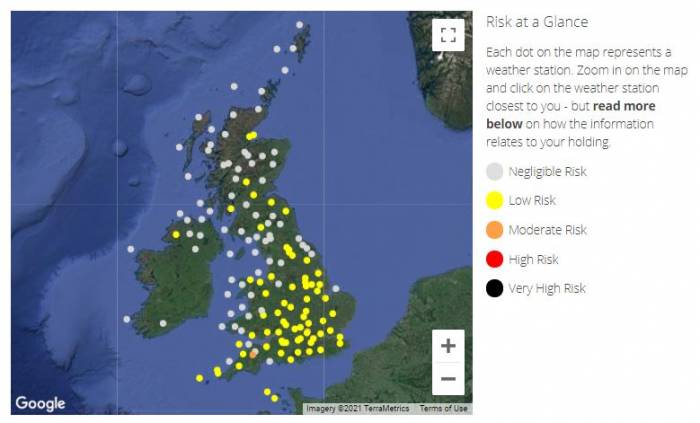 Risk at a Glance
Each dot on the map represents a
weather station. Zoom in on the map
and click on the weather station
closest to you - but read more
below on how the information
relates to your holding.
Negligible Risk
Low Risk
Moderate Risk
High Risk
Very High Risk
+
−
Google
Imagery ©2021 TerraMetrics
Terms of Use